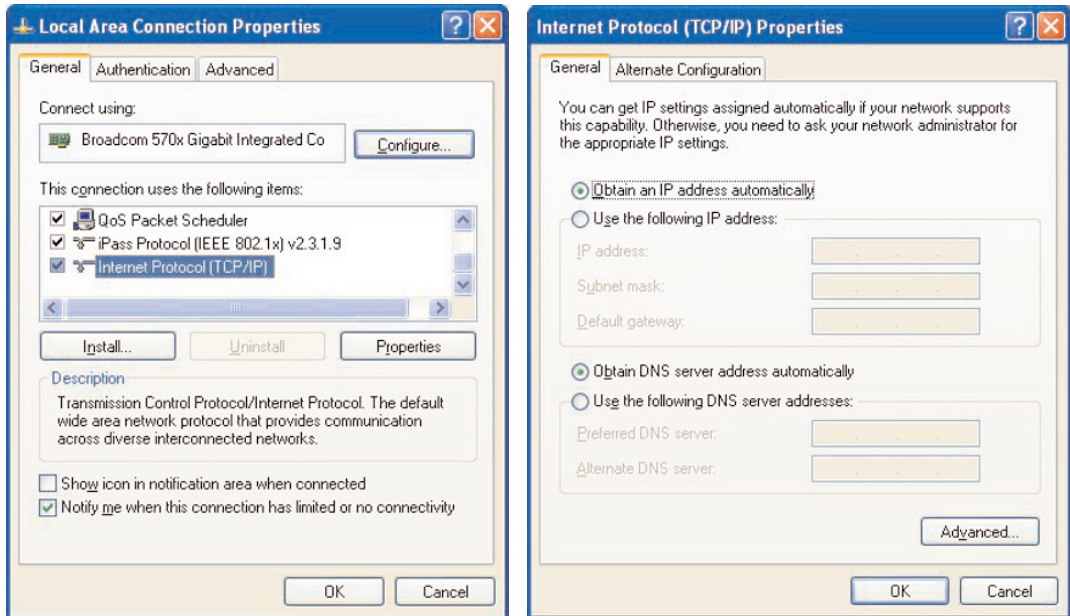 Local Area Connection Properties
General Authentication Advanced
Connect using:
Broadcom 570x Gigabit Integrated Co
Configure...
This connection uses the following items:
QoS Packet Scheduler
iPass Protocol (IEEE 802.1x) v2.3.1.9
Internet Protocol (TCP/IP)
Install... Uninstall Properties
Description
Transmission Control Protocol/Internet Protocol. The default
wide area network protocol that provides communication
across diverse interconnected networks.
Show icon in notification area when connected
Notify me when this connection has limited or no connectivity
OK Cancel
Internet Protocol (TCP/IP) Properties
General Alternate Configuration
You can get IP settings assigned automatically if your network supports
this capability. Otherwise, you need to ask your network administrator for
the appropriate IP settings.
Obtain an IP address automatically
Use the following IP address:
IP address:
Subnet mask:
Default gateway:
Obtain DNS server address automatically
Use the following DNS server addresses:
Preferred DNS server:
Alternate DNS server:
Advanced...
OK Cancel